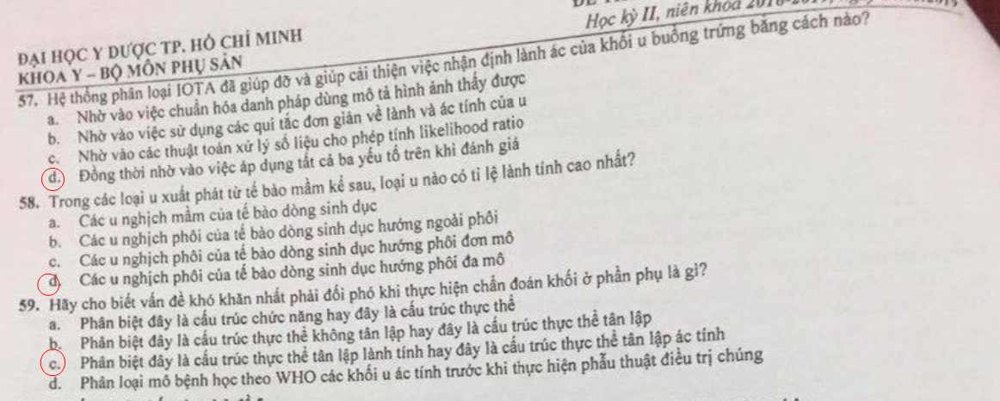 Học kỳ II, niên khóa
ĐẠI HỌC Y DƯỢC TP. HỒ CHÍ MINH
KHOA Y – BỘ MÔN PHỤ SẢN
57. Hệ thống phân loại IOTA đã giúp đỡ và giúp cải thiện việc nhận định lành ác của khối u buồng trứng bằng cách nào?
a. Nhờ vào việc chuẩn hóa danh pháp dùng mô tả hình ảnh thấy được
b. Nhờ vào việc sử dụng các qui tắc đơn giản về lành và ác tính của u
c. Nhờ vào các thuật toán xử lý số liệu cho phép tính likelihood ratio
d. Đồng thời nhờ vào việc áp dụng tất cả ba yếu tố trên khi đánh giá
58. Trong các loại u xuất phát từ tế bào mầm kể sau, loại u nào có tỉ lệ lành tính cao nhất?
a. Các u nghịch mầm của tế bào dòng sinh dục
b. Các u nghịch phôi của tế bào dòng sinh dục hướng ngoài phôi
c. Các u nghịch phôi của tế bào dòng sinh dục hướng phôi đơn mô
d. Các u nghịch phôi của tế bào dòng sinh dục hướng phôi đa mô
59. Hãy cho biết vấn đề khó khăn nhất phải đối phó khi thực hiện chẩn đoán khối ở phần phụ là gì?
a. Phân biệt đây là cấu trúc chức năng hay đây là cấu trúc thực thể
b. Phân biệt đây là cấu trúc thực thể không tân lập hay đây là cấu trúc thực thể tân lập
c. Phân biệt đây là cấu trúc thực thể tân lập lành tính hay đây là cấu trúc thực thể tân lập ác tính
d. Phân loại mô bệnh học theo WHO các khối u ác tính trước khi thực hiện phẫu thuật điều trị chúng